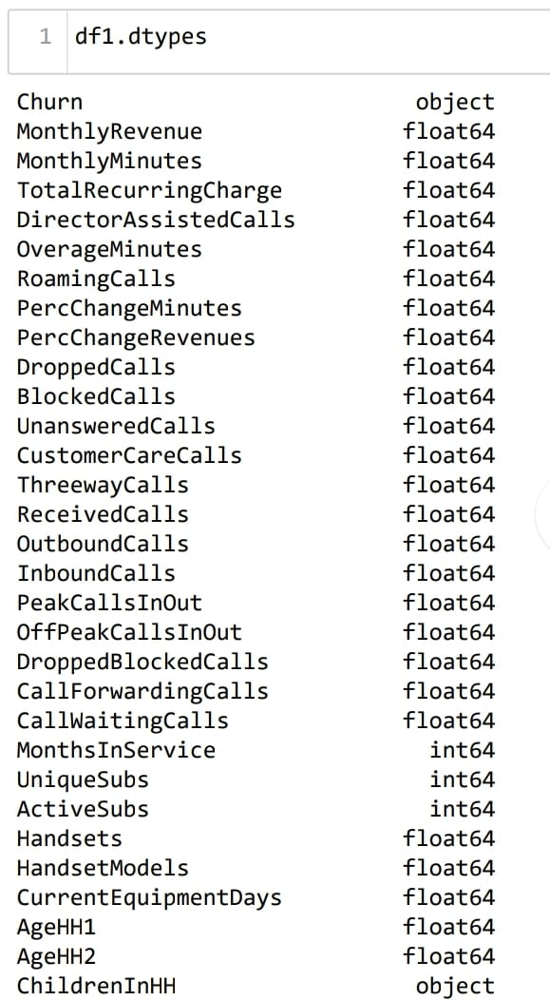 1 df1.dtypes
Churn object
MonthlyRevenue float64
MonthlyMinutes float64
TotalRecurringCharge float64
DirectorAssistedCalls float64
OverageMinutes float64
RoamingCalls float64
PercChangeMinutes float64
PercChangeRevenues float64
DroppedCalls float64
BlockedCalls float64
UnansweredCalls float64
CustomerCareCalls float64
ThreewayCalls float64
ReceivedCalls float64
OutboundCalls float64
InboundCalls float64
PeakCallsInOut float64
OffPeakCallsInOut float64
DroppedBlockedCalls float64
CallForwardingCalls float64
CallWaitingCalls float64
MonthsInService int64
UniqueSubs int64
ActiveSubs int64
Handsets float64
HandsetModels float64
CurrentEquipmentDays float64
AgeHH1 float64
AgeHH2 float64
ChildrenInHH object